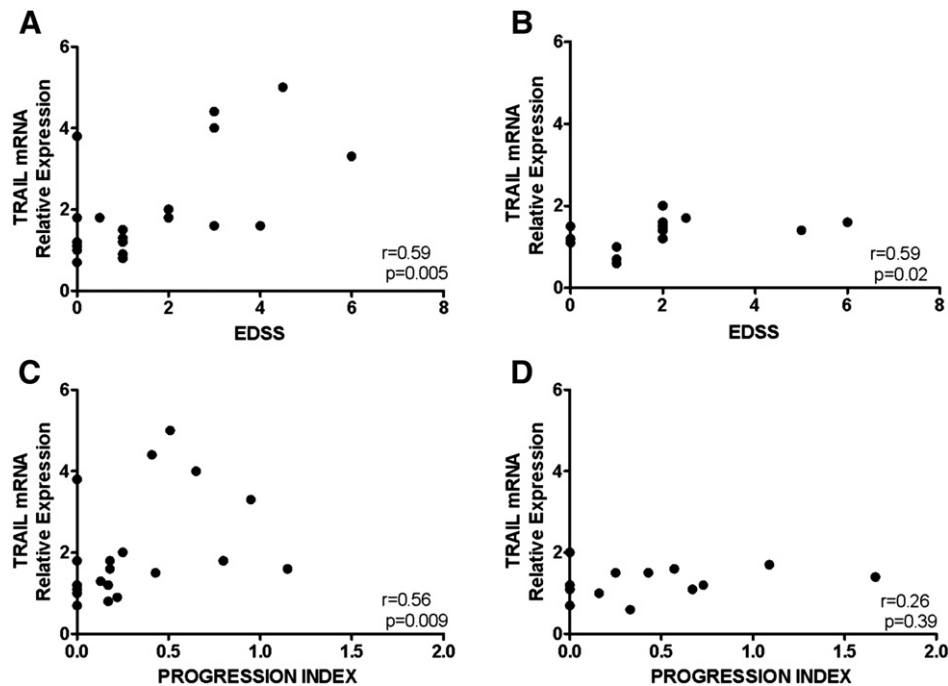 A
TRAIL mRNA
Relative Expression
6
4
2
0
0 2 4 6 8
EDSS
r=0.59
p=0.005
B
TRAIL mRNA
Relative Expression
6
4
2
0
0 2 4 6 8
EDSS
r=0.59
p=0.02
C
TRAIL mRNA
Relative Expression
6
4
2
0
0.0 0.5 1.0 1.5 2.0
PROGRESSION INDEX
r=0.56
p=0.009
D
TRAIL mRNA
Relative Expression
6
4
2
0
0.0 0.5 1.0 1.5 2.0
PROGRESSION INDEX
r=0.26
p=0.39